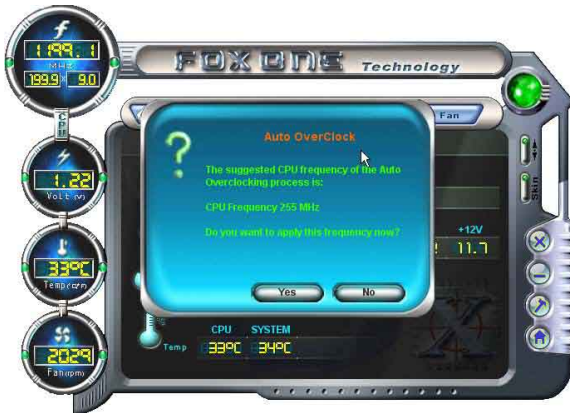 1199.1
MHz
199.9 x 9.0
CPU
1.22
Volt (v)
33°C
Temp(°C/°F)
2029
Fan(rpm)
FOX ONE Technology
Fan
Skin
Auto OverClock
The suggested CPU frequency of the Auto
Overclocking process is:
CPU Frequency 255 MHz
Do you want to apply this frequency now?
Yes No
+12V
11.7
CPU SYSTEM
Temp 33°C 34°C